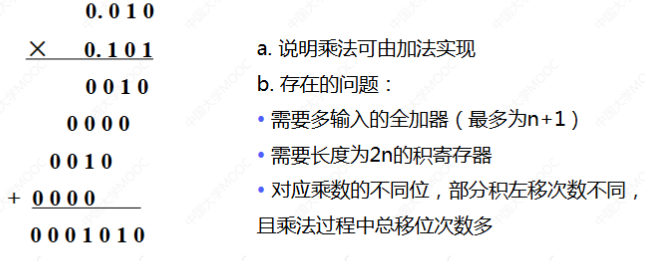 0.010
× 0.101
0010
0000
0010
+ 0000
0001010
a. 说明乘法可由加法实现
b. 存在的问题：
• 需要多输入的全加器（最多为n+1）
• 需要长度为2n的积寄存器
• 对应乘数的不同位，部分积左移次数不同，
且乘法过程中总移位次数多